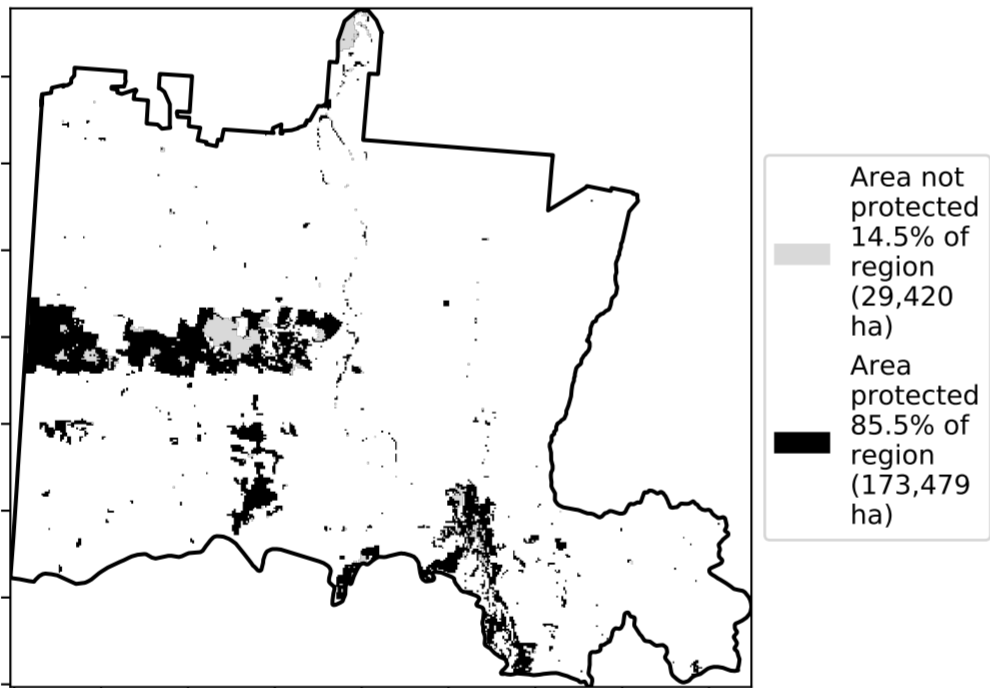 Area not
protected
14.5% of
region
(29,420
ha)
Area
protected
85.5% of
region
(173,479
ha)